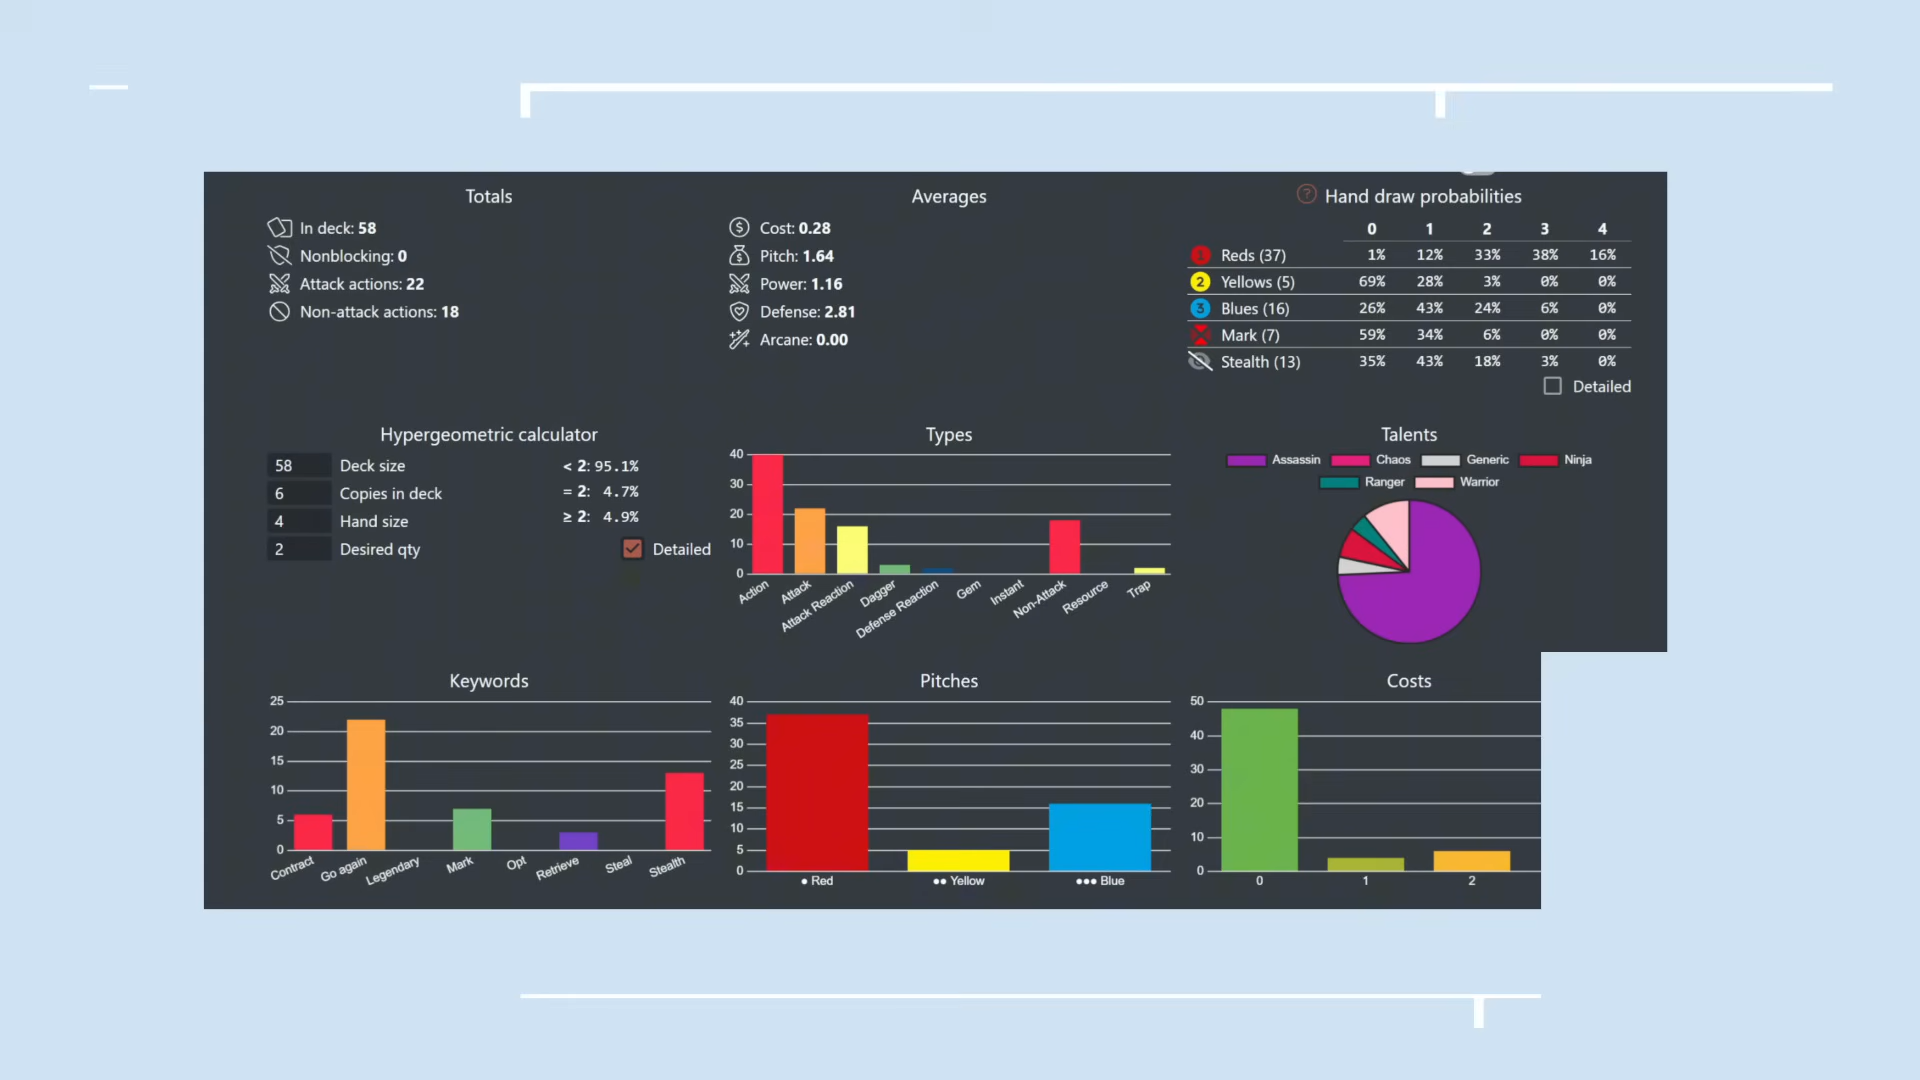 Totals
In deck: 58
Nonblocking: 0
Attack actions: 22
Non-attack actions: 18
Averages
Cost: 0.28
Pitch: 1.64
Power: 1.16
Defense: 2.81
Arcane: 0.00
? Hand draw probabilities
0 1 2 3 4
1 Reds (37) 1% 12% 33% 38% 16%
2 Yellows (5) 69% 28% 3% 0% 0%
3 Blues (16) 26% 43% 24% 6% 0%
Mark (7) 59% 34% 6% 0% 0%
Stealth (13) 35% 43% 18% 3% 0%
Detailed
Hypergeometric calculator
58 Deck size < 2: 95.1%
6 Copies in deck = 2: 4.7%
4 Hand size ≥ 2: 4.9%
2 Desired qty Detailed
Types
40
30
20
10
0
Action Attack Attack Reaction Dagger Defense Reaction Gem Instant Non-Attack Resource Trap
Talents
Assassin Chaos Generic Ninja
Ranger Warrior
Keywords
25
20
15
10
5
0
Contract Go again Legendary Mark Opt Retrieve Steal Stealth
Pitches
40
35
30
25
20
15
10
5
0
• Red •• Yellow ••• Blue
Costs
50
40
30
20
10
0
0 1 2